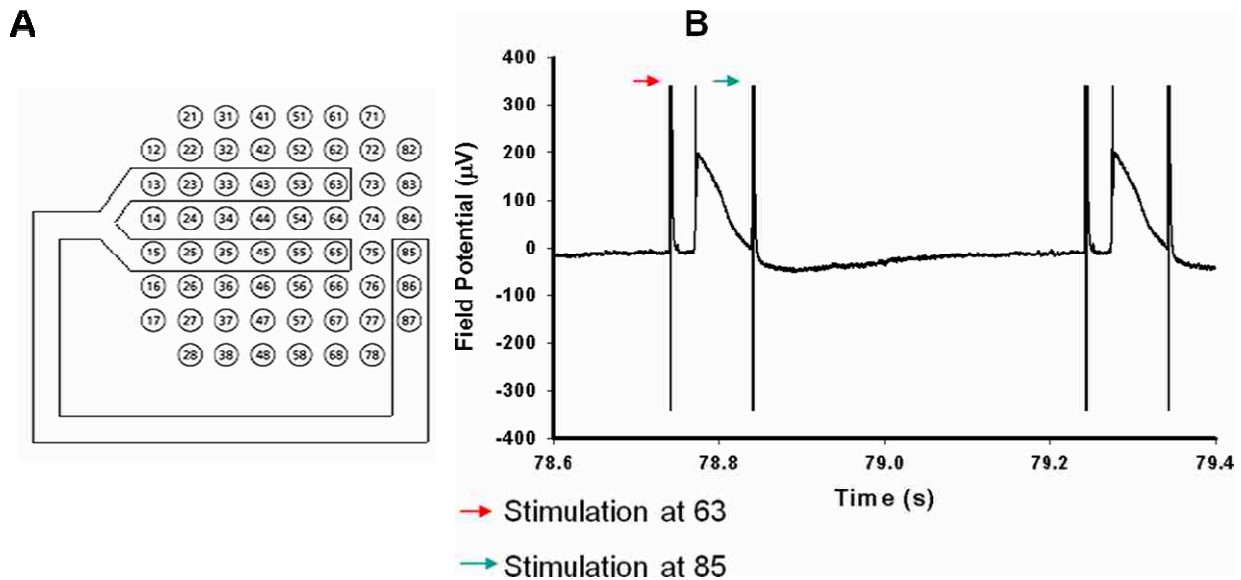 A
B
21 31 41 51 61 71
12 22 32 42 52 62 72 82
13 23 33 43 53 63 73 83
14 24 34 44 54 64 74 84
15 25 35 45 55 65 75 85
16 26 36 46 56 66 76 86
17 27 37 47 57 67 77 87
28 38 48 58 68 78
Field Potential (µV)
400
300
200
100
0
-100
-200
-300
-400
78.6 78.8 79.0 79.2 79.4
Time (s)
Stimulation at 63
Stimulation at 85